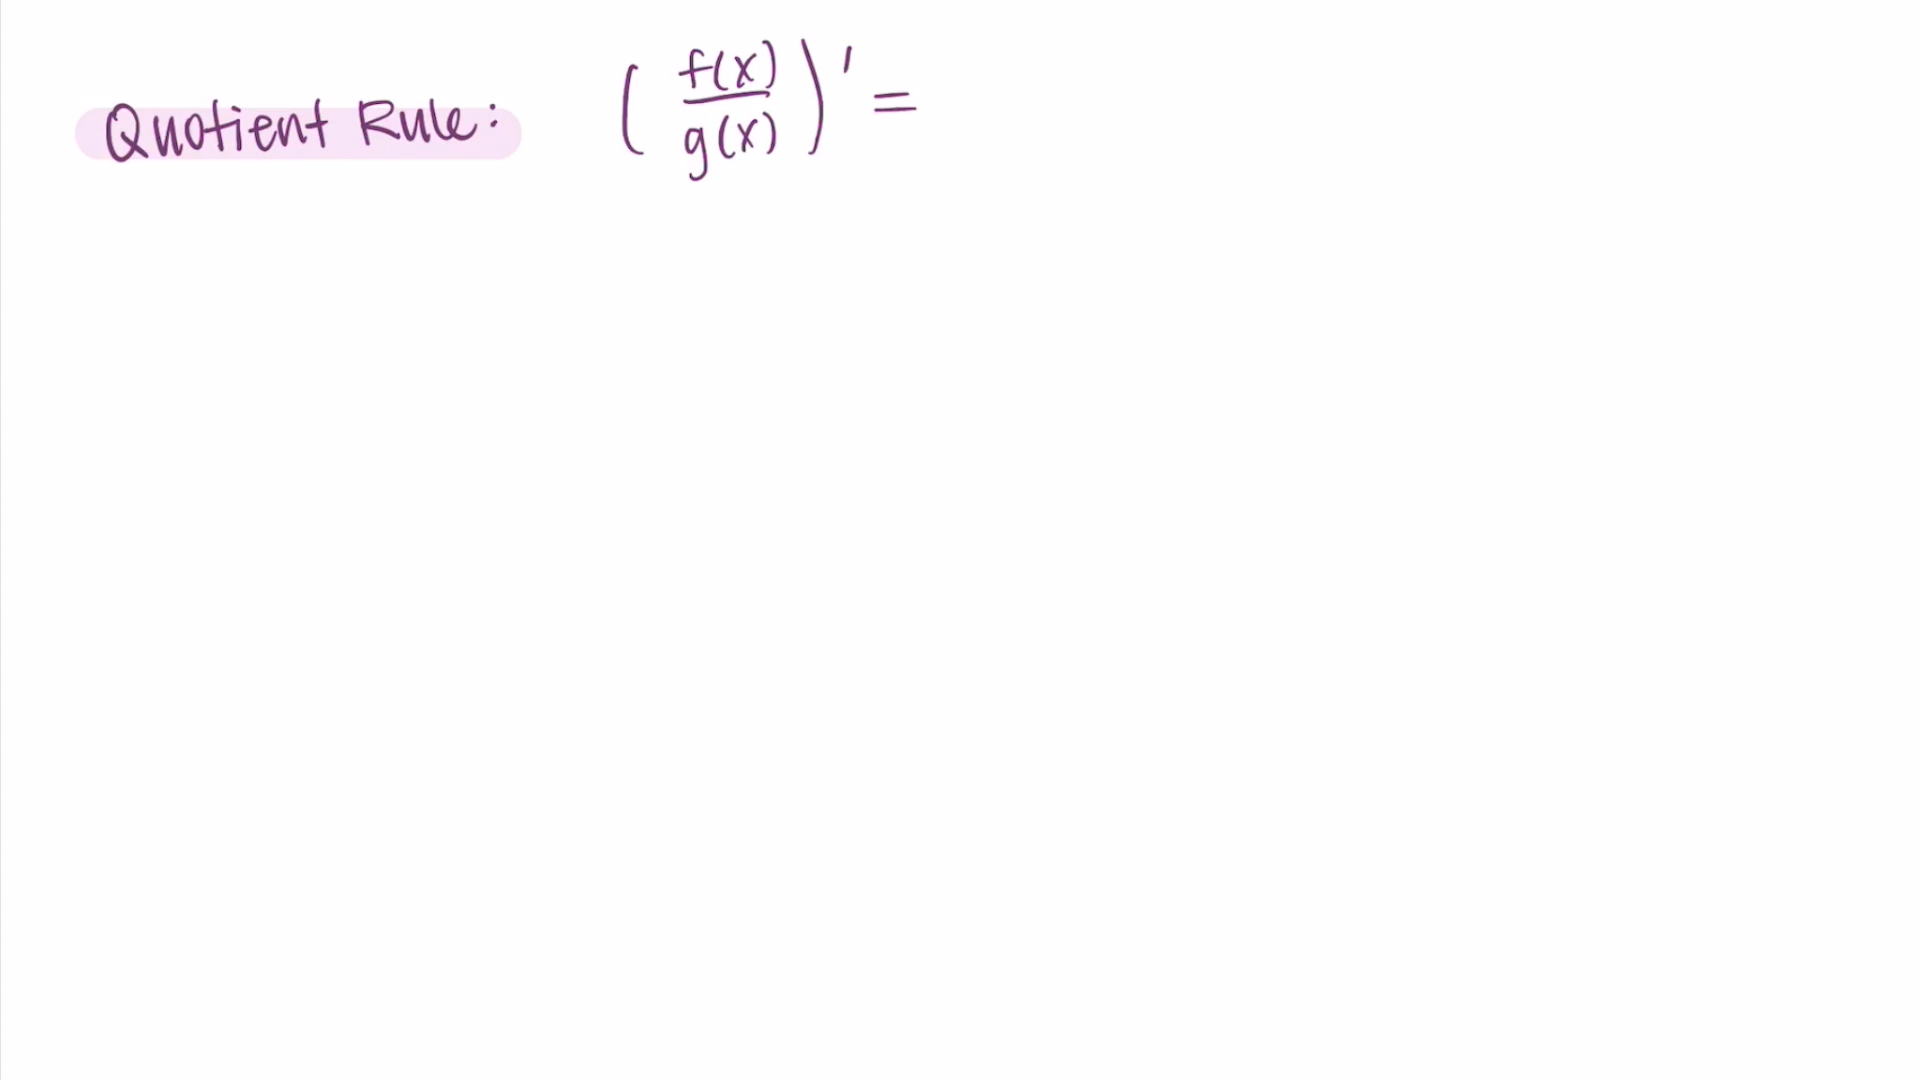 Quotient Rule: ( f(x) / g(x) )' =